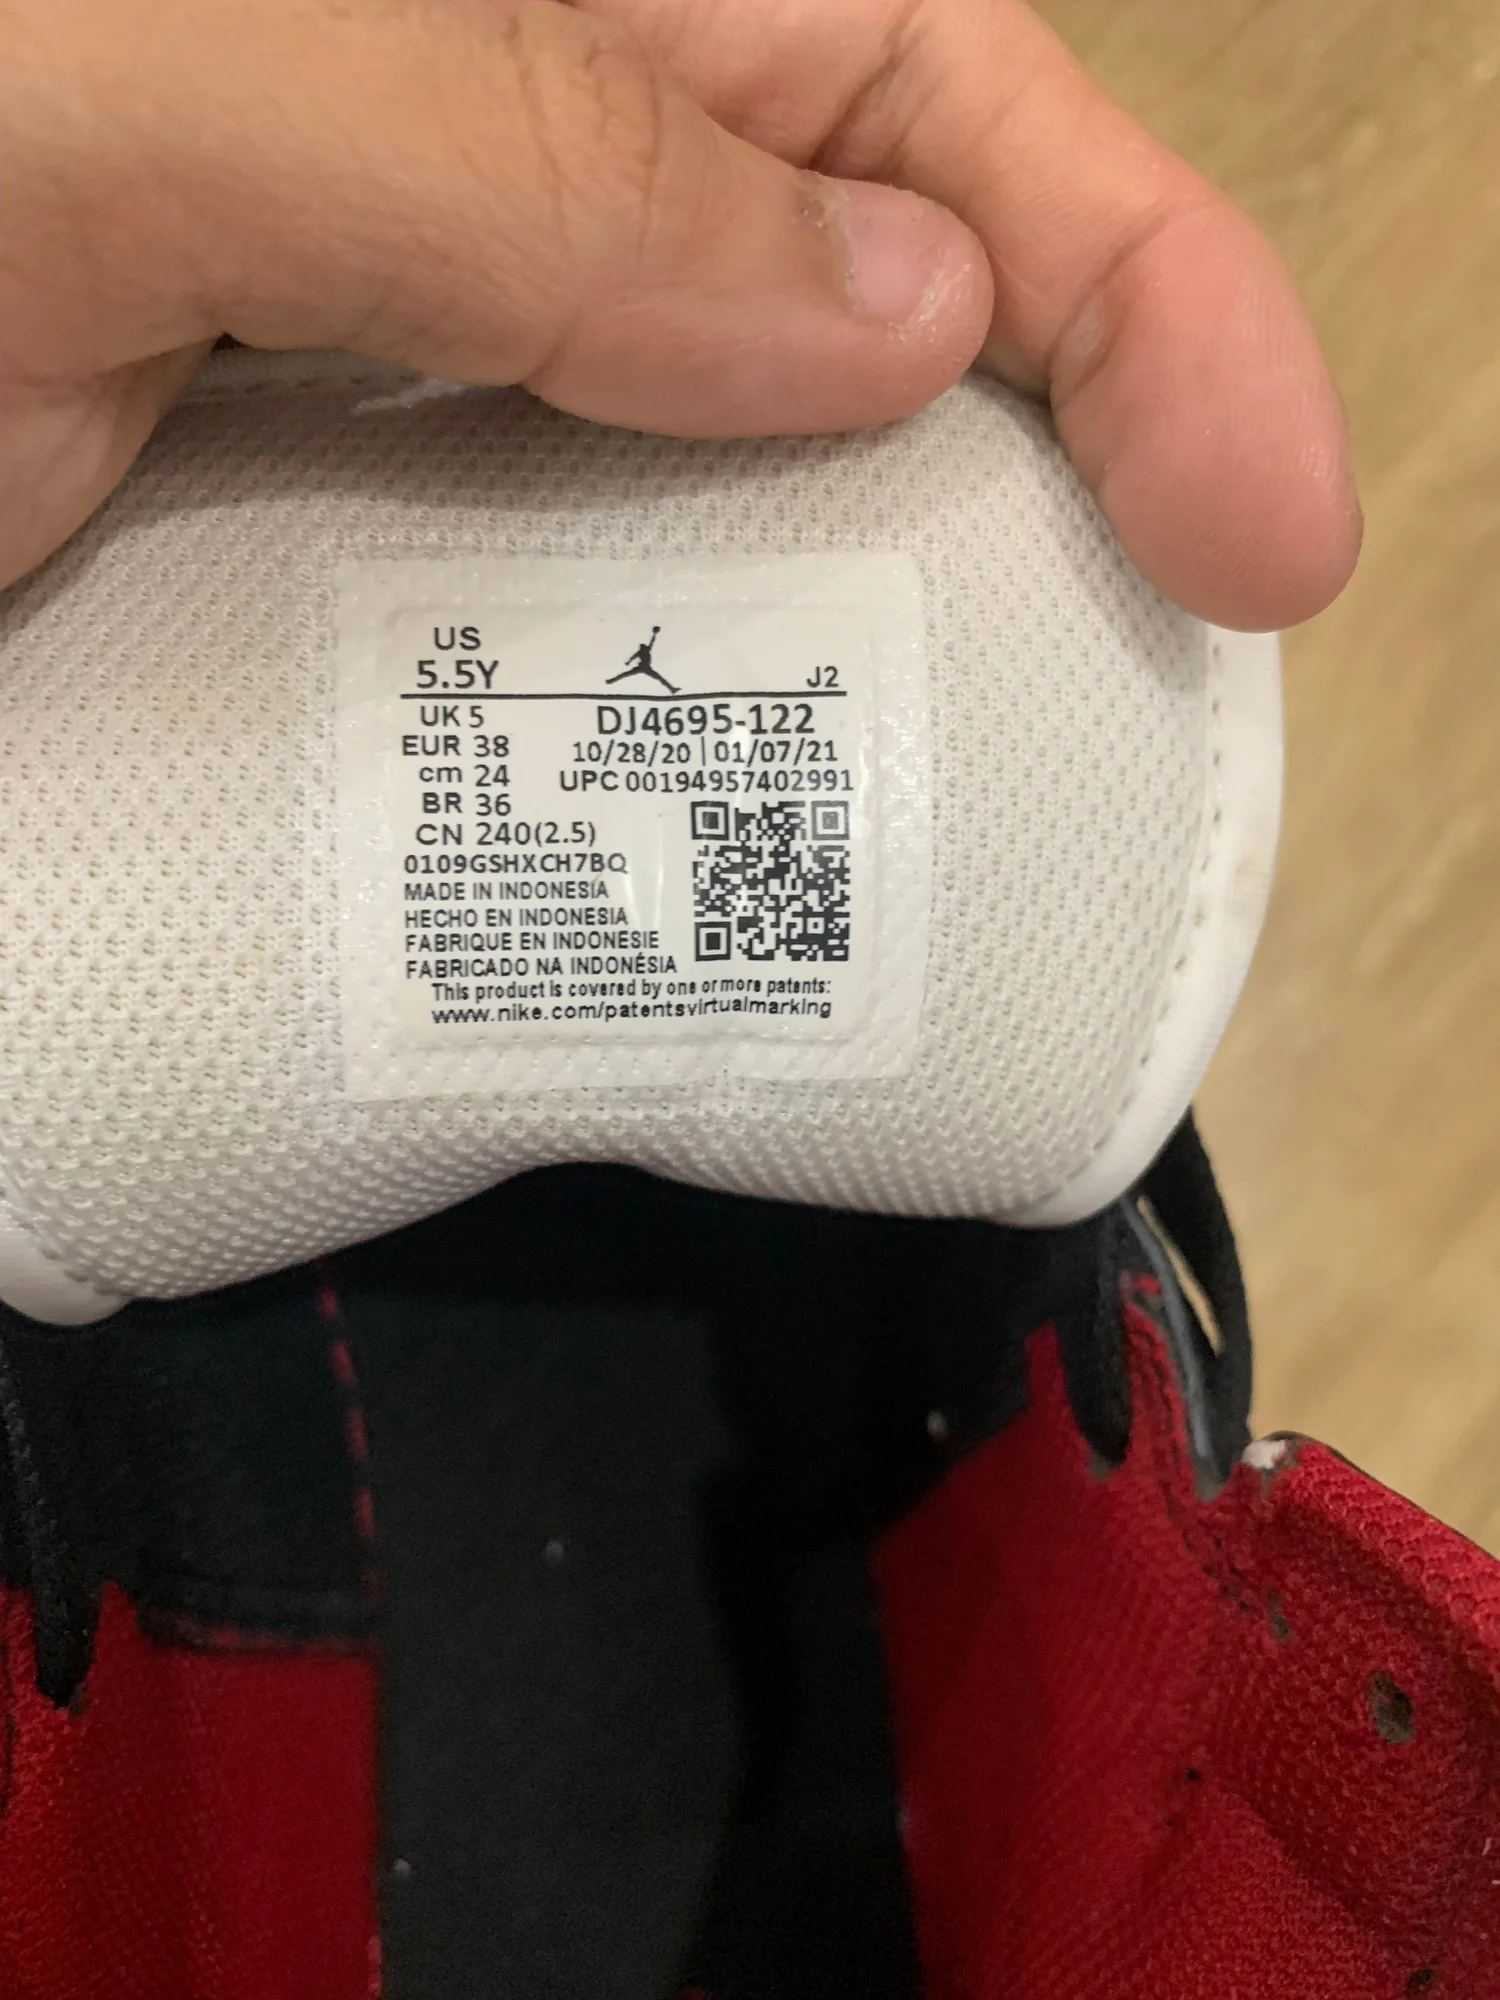 US
5.5Y J2
UK 5 DJ4695-122
EUR 38 10/28/20 | 01/07/21
cm 24 UPC 00194957402991
BR 36
CN 240(2.5)
0109GSHXCH7BQ
MADE IN INDONESIA
HECHO EN INDONESIA
FABRIQUE EN INDONESIE
FABRICADO NA INDONÉSIA
This product is covered by one or more patents:
www.nike.com/patentsvirtualmarking